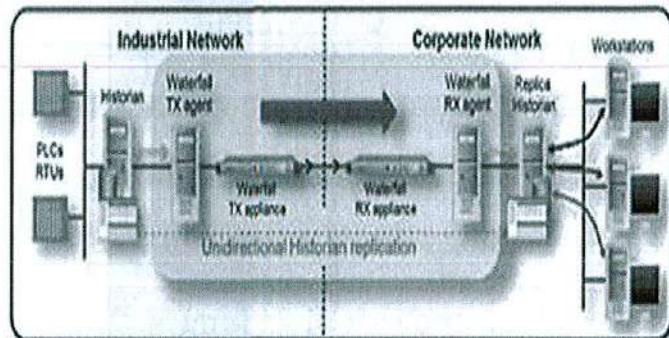 Industrial Network
Corporate Network
Workstations
Waterfall
TX agent
Waterfall
RX agent
Replica
Historian
Historian
PLCs
RTUs
Waterfall
TX appliance
Waterfall
RX appliance
Unidirectional Historian replication